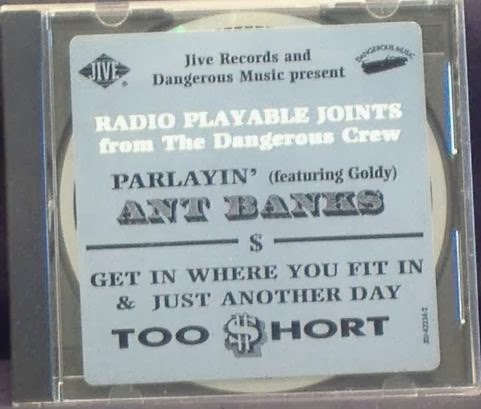 JIVE ®
DANGEROUS MUSIC
Jive Records and
Dangerous Music present
RADIO PLAYABLE JOINTS
from The Dangerous Crew
PARLAYIN' (featuring Goldy)
ANT BANKS
$
GET IN WHERE YOU FIT IN
& JUST ANOTHER DAY
TOO $HORT